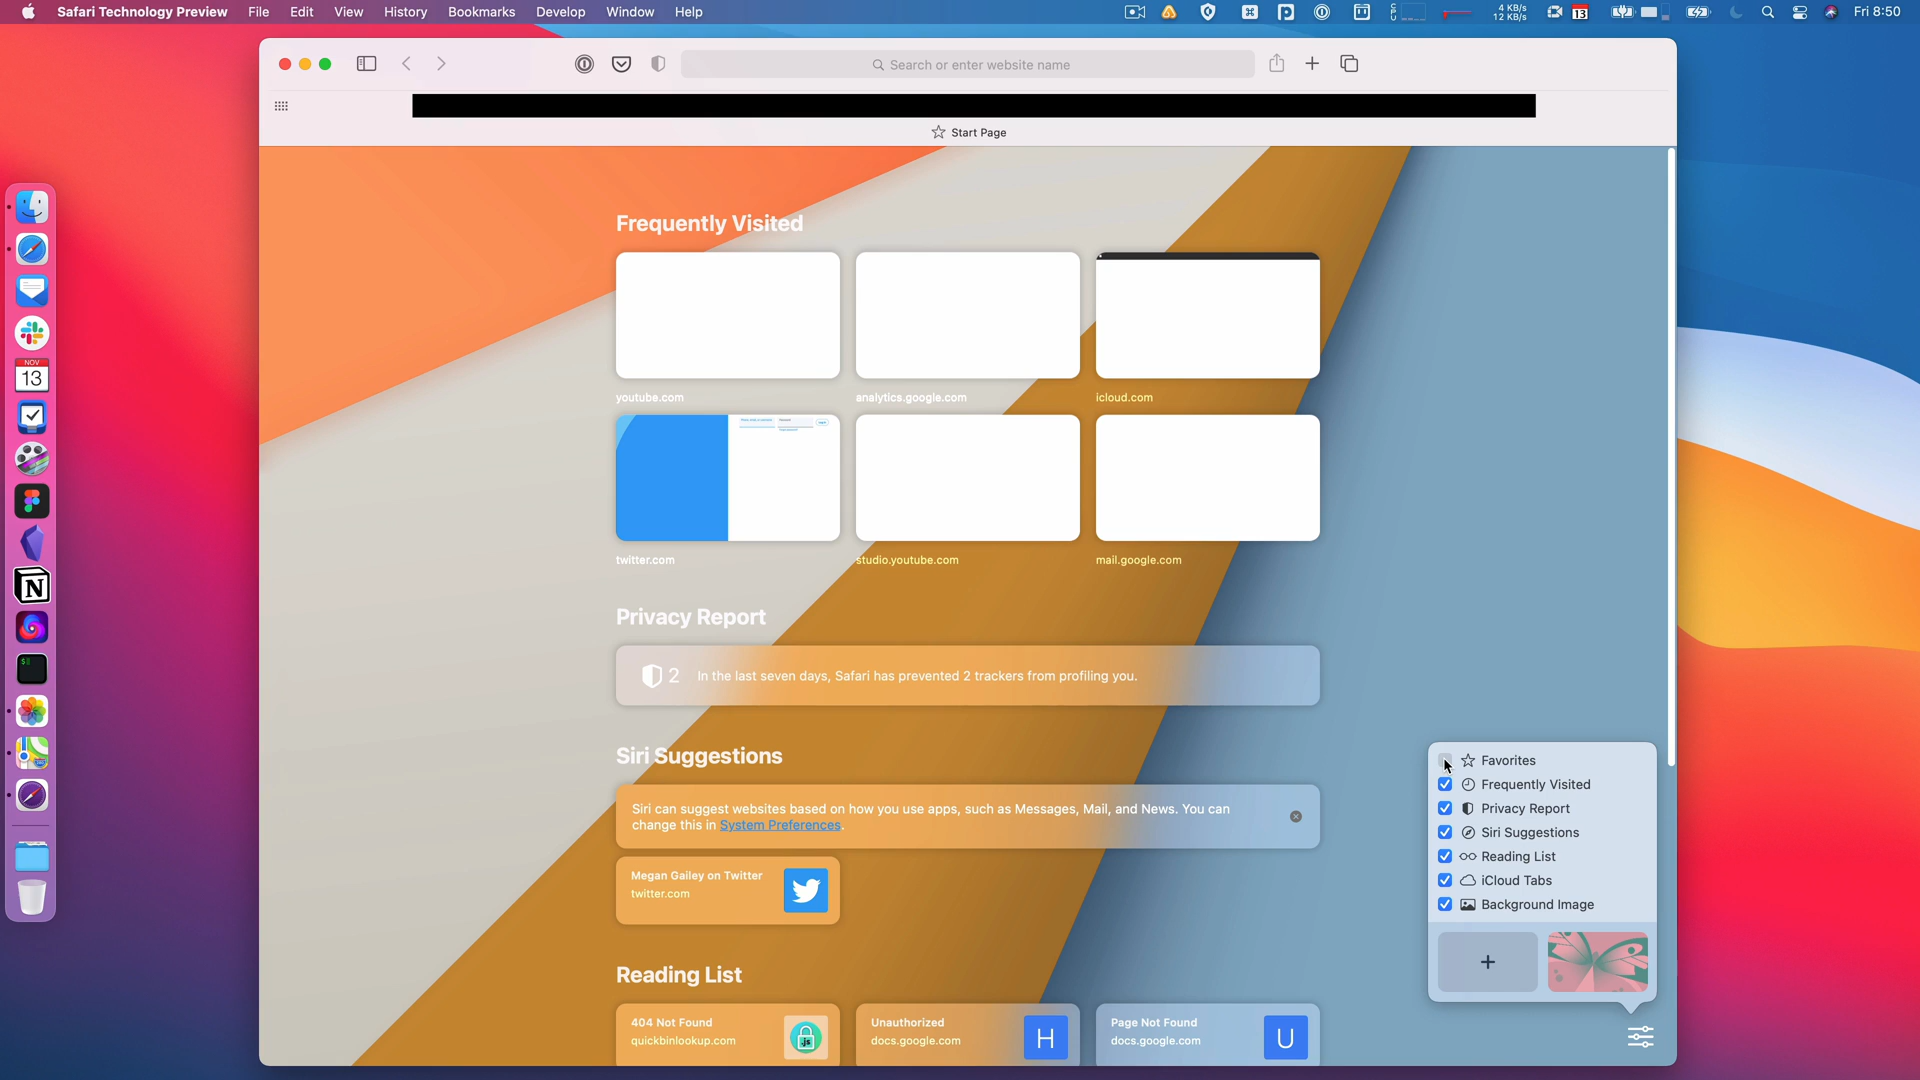 Safari Technology Preview File Edit View History Bookmarks Develop Window Help
4 KB/s
12 KB/s
13
Fri 8:50
Search or enter website name
Start Page
NOV
13
Frequently Visited
youtube.com
analytics.google.com
icloud.com
twitter.com
studio.youtube.com
mail.google.com
Privacy Report
2 In the last seven days, Safari has prevented 2 trackers from profiling you.
Siri Suggestions
Siri can suggest websites based on how you use apps, such as Messages, Mail, and News. You can
change this in System Preferences.
Megan Gailey on Twitter
twitter.com
Reading List
404 Not Found
quickbinlookup.com
JS
Unauthorized
docs.google.com
H
Page Not Found
docs.google.com
U
Favorites
Frequently Visited
Privacy Report
Siri Suggestions
Reading List
iCloud Tabs
Background Image
+